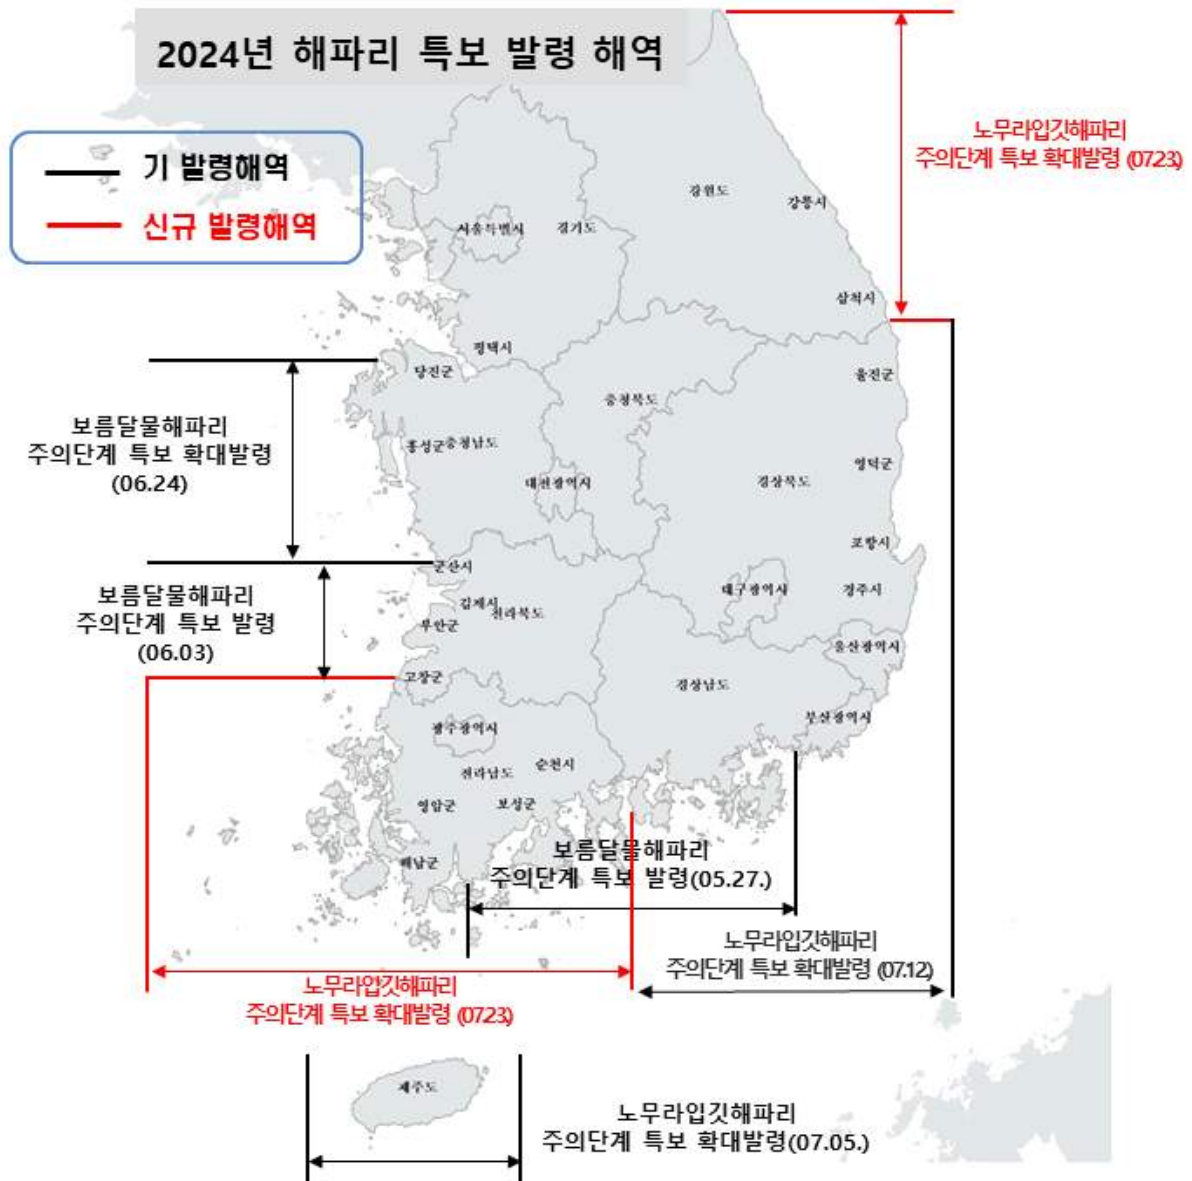 2024년 해파리 특보 발령 해역
기 발령해역
신규 발령해역
노무라입깃해파리
주의단계 특보 확대발령 (07.23)
강원도
강릉시
서울특별시
경기도
삼척시
평택시
당진군
울진군
충청북도
보름달물해파리
주의단계 특보 확대발령
(06.24)
홍성군
충청남도
대전광역시
경상북도
영덕군
포항시
군산시
보름달물해파리
주의단계 특보 발령
(06.03)
김제시
전라북도
부안군
대구광역시
경주시
울산광역시
고창군
경상남도
부산광역시
광주광역시
전라남도
순천시
영암군
보성군
해남군
보름달물해파리
주의단계 특보 발령(05.27.)
노무라입깃해파리
주의단계 특보 확대발령 (07.12)
노무라입깃해파리
주의단계 특보 확대발령 (07.23)
제주도
노무라입깃해파리
주의단계 특보 확대발령(07.05.)